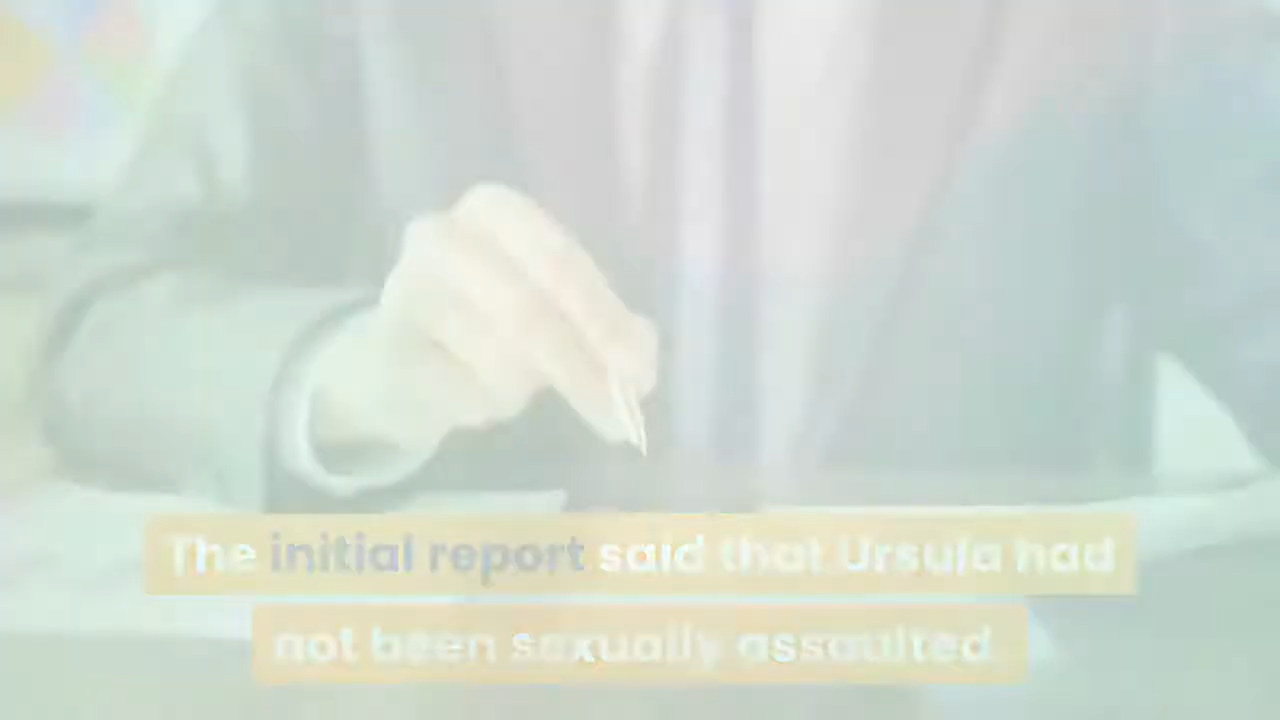 The initial report said that Ursula had
not been sexually assaulted.